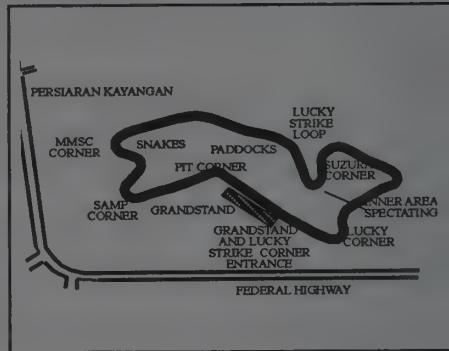 PERSIARAN KAYANGAN
LUCKY
STRIKE
LOOP
MMSC
CORNER
SNAKES
PADDOCKS
PIT CORNER
SUZUKA
CORNER
SAMP
CORNER
GRANDSTAND
INNER AREA
SPECTATING
GRANDSTAND
AND LUCKY
STRIKE CORNER
ENTRANCE
LUCKY
CORNER
FEDERAL HIGHWAY